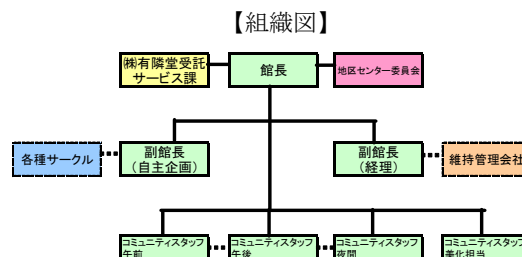 【組織図】
㈱有隣堂受託
サービス課
館長
地区センター委員会
各種サークル
副館長
(自主企画)
副館長
(経理)
維持管理会社
コミュニティスタッフ
午前
コミュニティスタッフ
午後
コミュニティスタッフ
夜間
コミュニティスタッフ
美化担当